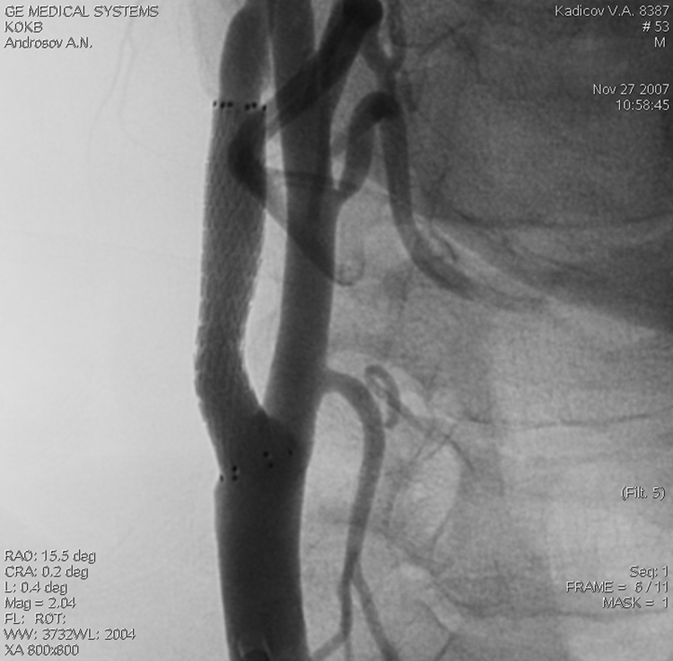 GE MEDICAL SYSTEMS
KOKB
Androsov A.N.
Kadicov V.A. 8387
# 53
M
Nov 27 2007
10:58:45
(Filt. 5)
RAO: 15.5 deg
CRA: 0.2 deg
L: 0.4 deg
Mag = 2.04
FL: ROT:
WW: 3732WL: 2004
XA 800x800
Seq: 1
FRAME = 6 / 11
MASK = 1